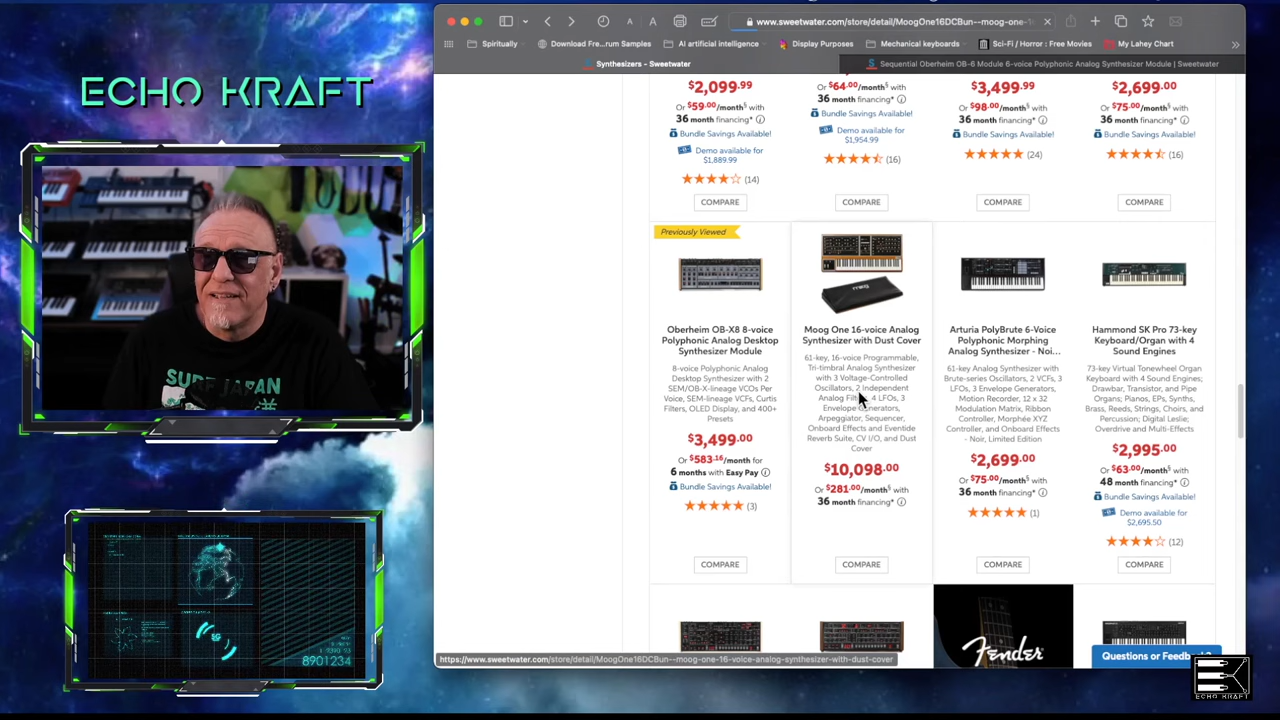 ECHO KRAFT
www.sweetwater.com/store/detail/MoogOne16DCBun--moog-one-1
Spiritually
Download Fre...rum Samples
AI artificial intelligence
Display Purposes
Mechanical keyboards
Sci-Fi / Horror : Free Movies
My Lahey Chart
Synthesizers – Sweetwater
Sequential Oberheim OB-6 Module 6-voice Polyphonic Analog Synthesizer Module | Sweetwater
$2,099.99
Or $59.00/month§ with
36 month financing*
Bundle Savings Available!
Demo available for
$1,889.99
(14)
COMPARE
Or $64.00/month§ with
36 month financing*
Bundle Savings Available!
Demo available for
$1,954.99
(16)
COMPARE
$3,499.99
Or $98.00/month§ with
36 month financing*
Bundle Savings Available!
(24)
COMPARE
$2,699.00
Or $75.00/month§ with
36 month financing*
Bundle Savings Available!
(16)
COMPARE
Previously Viewed
Oberheim OB-X8 8-voice
Polyphonic Analog Desktop
Synthesizer Module
8-voice Polyphonic Analog
Desktop Synthesizer with 2
SEM/OB-X-lineage VCOs Per
Voice, SEM-lineage VCFs, Curtis
Filters, OLED Display, and 400+
Presets
$3,499.00
Or $583.16/month for
6 months with Easy Pay
Bundle Savings Available!
(3)
COMPARE
moog
Moog One 16-voice Analog
Synthesizer with Dust Cover
61-key, 16-voice Programmable,
Tri-timbral Analog Synthesizer
with 3 Voltage-Controlled
Oscillators, 2 Independent
Analog Filters, 4 LFOs, 3
Envelope Generators,
Arpeggiator, Sequencer,
Onboard Effects and Eventide
Reverb Suite, CV I/O, and Dust
Cover
$10,098.00
Or $281.00/month§ with
36 month financing*
COMPARE
Arturia PolyBrute 6-Voice
Polyphonic Morphing
Analog Synthesizer - Noi...
61-key Analog Synthesizer with
Brute-series Oscillators, 2 VCFs, 3
LFOs, 3 Envelope Generators,
Motion Recorder, 12 x 32
Modulation Matrix, Ribbon
Controller, Morphée XYZ
Controller, and Onboard Effects
- Noir, Limited Edition
$2,699.00
Or $75.00/month§ with
36 month financing*
(1)
COMPARE
Hammond SK Pro 73-key
Keyboard/Organ with 4
Sound Engines
73-key Virtual Tonewheel Organ
Keyboard with 4 Sound Engines;
Drawbar, Transistor, and Pipe
Organs; Pianos, EPs, Synths,
Brass, Reeds, Strings, Choirs, and
Percussion; Digital Leslie;
Overdrive and Multi-Effects
$2,995.00
Or $63.00/month§ with
48 month financing*
Bundle Savings Available!
Demo available for
$2,695.50
(12)
COMPARE
Fender
Questions or Feedback?
https://www.sweetwater.com/store/detail/MoogOne16DCBun--moog-one-16-voice-analog-synthesizer-with-dust-cover
SURF JAPAN
8901234
ECHO KRAFT